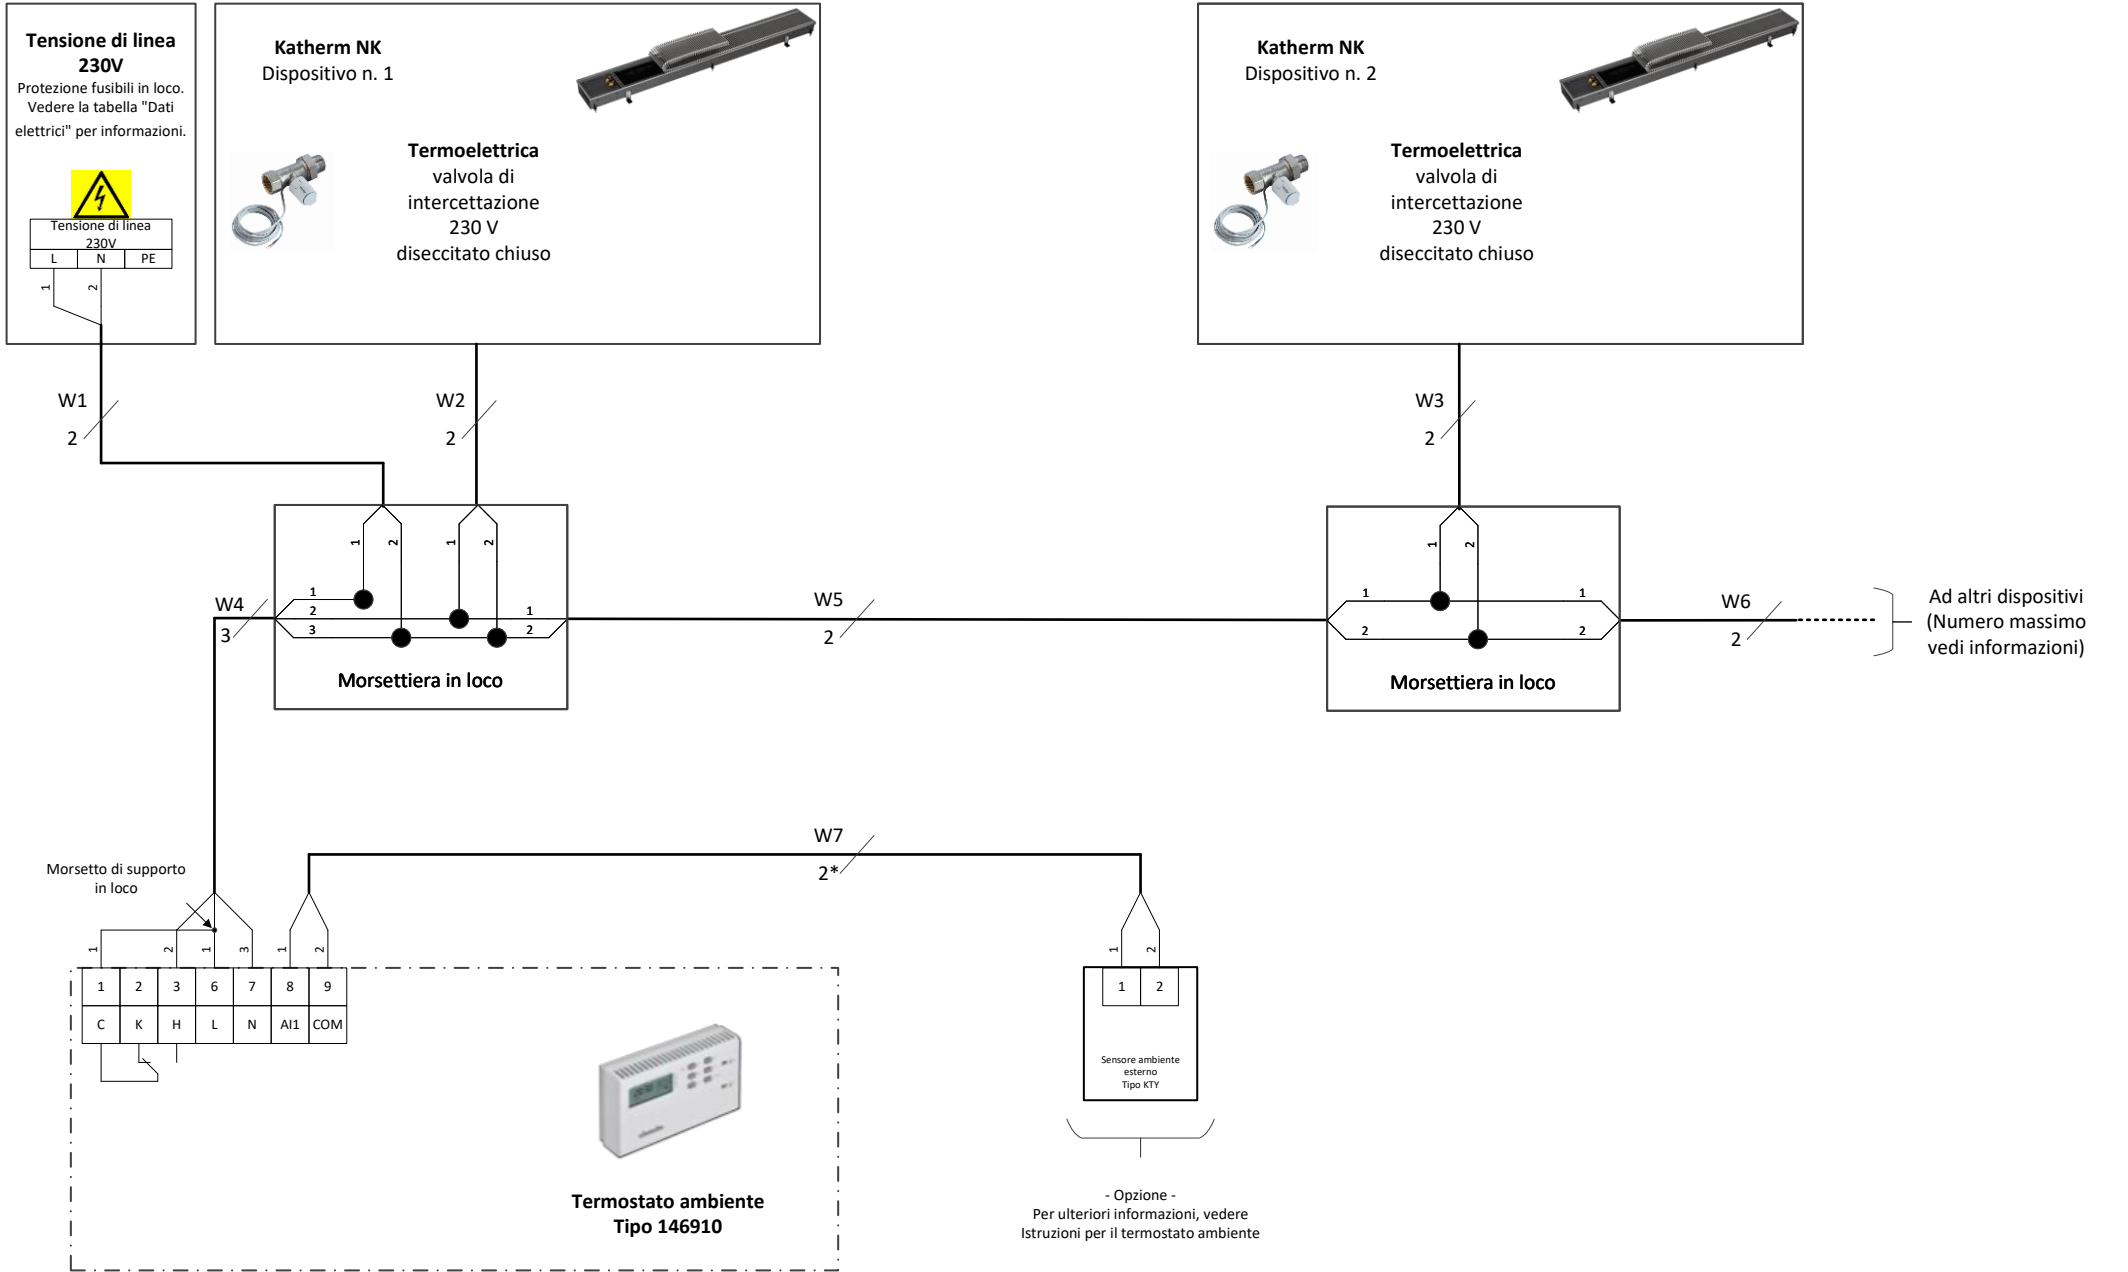 Tensione di linea
230V
Protezione fusibili in loco.
Vedere la tabella "Dati
elettrici" per informazioni.
Tensione di linea
230V
L N PE
1 2
Katherm NK
Dispositivo n. 1
Termoelettrica
valvola di
intercettazione
230 V
diseccitato chiuso
Katherm NK
Dispositivo n. 2
Termoelettrica
valvola di
intercettazione
230 V
diseccitato chiuso
W1
2
W2
2
W3
2
1 2 1 2
1
2
3
1
2
Morsettiera in loco
W4
3
W5
2
1 2
1
2
1
2
Morsettiera in loco
W6
2
Ad altri dispositivi
(Numero massimo
vedi informazioni)
W7
2*
Morsetto di supporto
in loco
1 2 1 3 1 2
1 2 3 6 7 8 9
C K H L N AI1 COM
Termostato ambiente
Tipo 146910
1 2
1 2
Sensore ambiente
esterno
Tipo KTY
- Opzione -
Per ulteriori informazioni, vedere
Istruzioni per il termostato ambiente